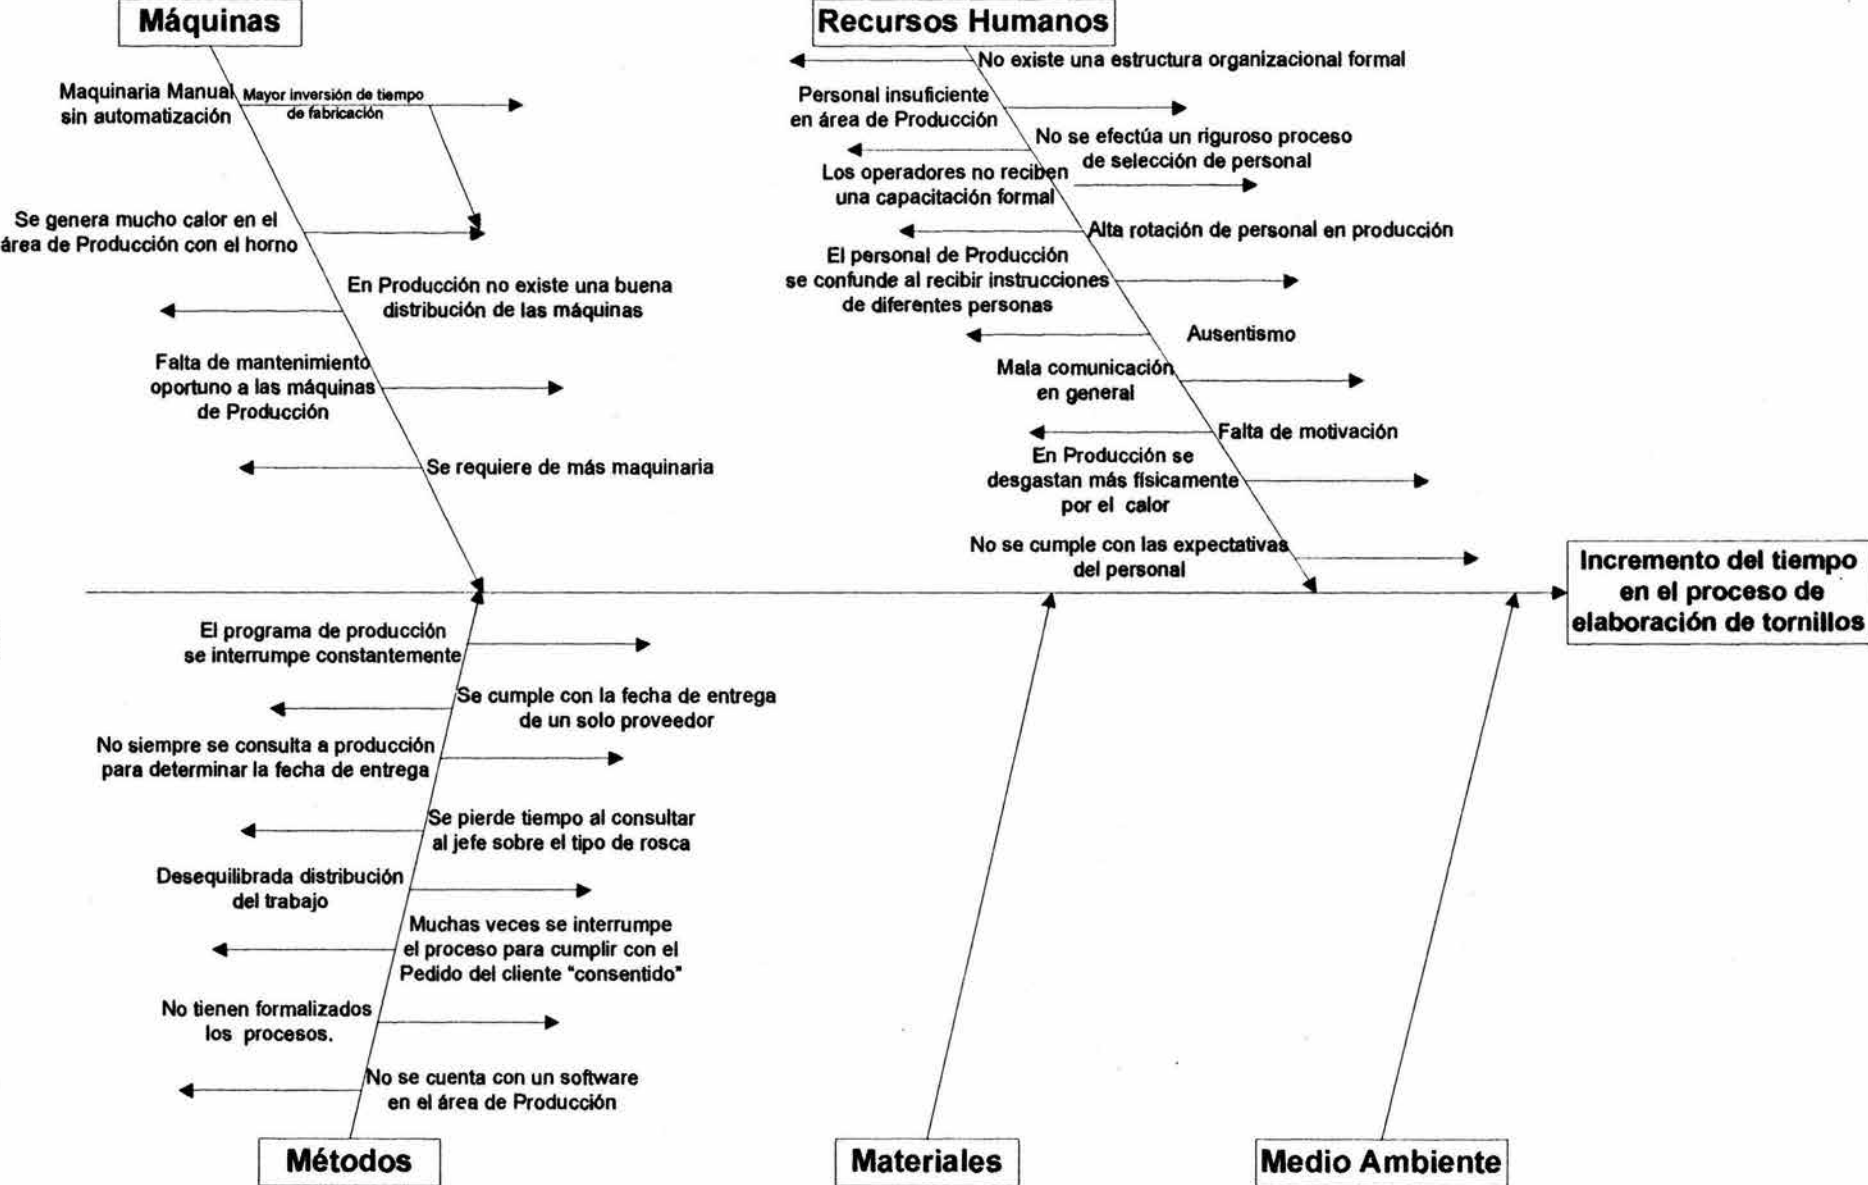 Máquinas
Maquinaria Manual
sin automatización
Mayor inversión de tiempo
de fabricación
Se genera mucho calor en el
área de Producción con el horno
En Producción no existe una buena
distribución de las máquinas
Falta de mantenimiento
oportuno a las máquinas
de Producción
Se requiere de más maquinaria
Recursos Humanos
No existe una estructura organizacional formal
Personal insuficiente
en área de Producción
No se efectúa un riguroso proceso
de selección de personal
Los operadores no reciben
una capacitación formal
Alta rotación de personal en producción
El personal de Producción
se confunde al recibir instrucciones
de diferentes personas
Ausentismo
Mala comunicación
en general
Falta de motivación
En Producción se
desgastan más físicamente
por el calor
No se cumple con las expectativas
del personal
Incremento del tiempo
en el proceso de
elaboración de tornillos
El programa de producción
se interrumpe constantemente
Se cumple con la fecha de entrega
de un solo proveedor
No siempre se consulta a producción
para determinar la fecha de entrega
Se pierde tiempo al consultar
al jefe sobre el tipo de rosca
Desequilibrada distribución
del trabajo
Muchas veces se interrumpe
el proceso para cumplir con el
Pedido del cliente "consentido"
No tienen formalizados
los procesos.
No se cuenta con un software
en el área de Producción
Métodos
Materiales
Medio Ambiente